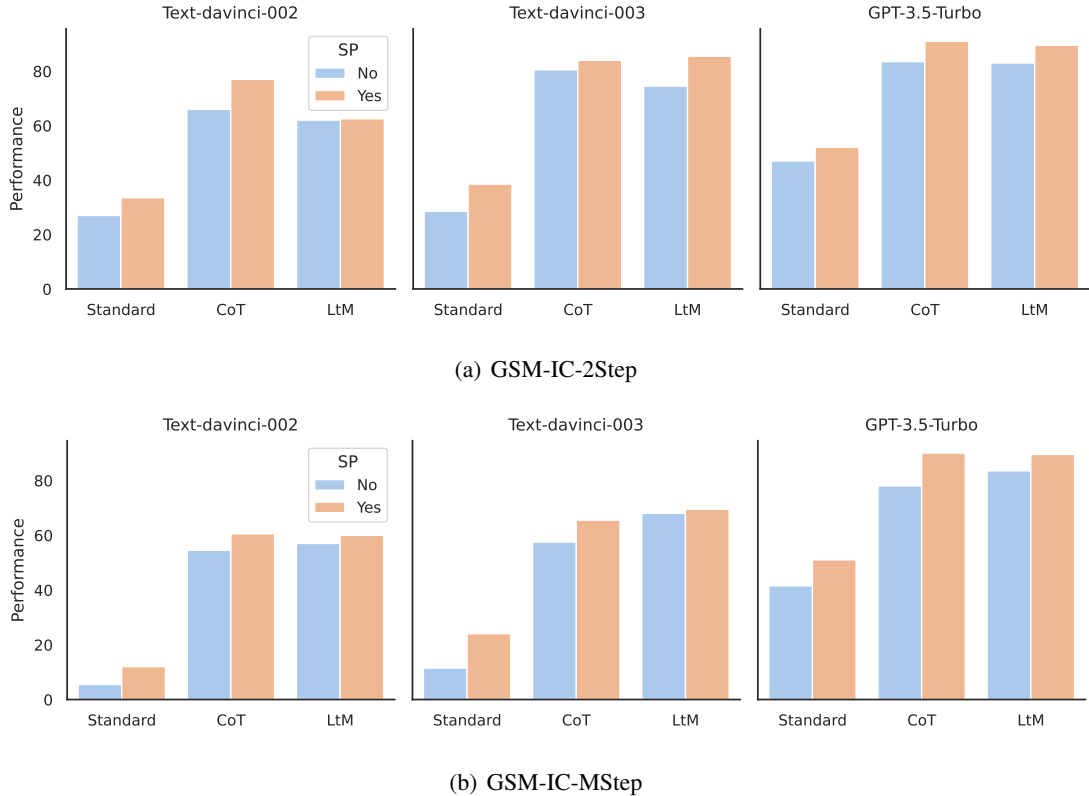 Text-davinci-002 Text-davinci-003 GPT-3.5-Turbo
SP
No
Yes
Performance
80
60
40
20
0
Standard CoT LtM Standard CoT LtM Standard CoT LtM
(a) GSM-IC-2Step
Text-davinci-002 Text-davinci-003 GPT-3.5-Turbo
SP
No
Yes
Performance
80
60
40
20
0
Standard CoT LtM Standard CoT LtM Standard CoT LtM
(b) GSM-IC-MStep